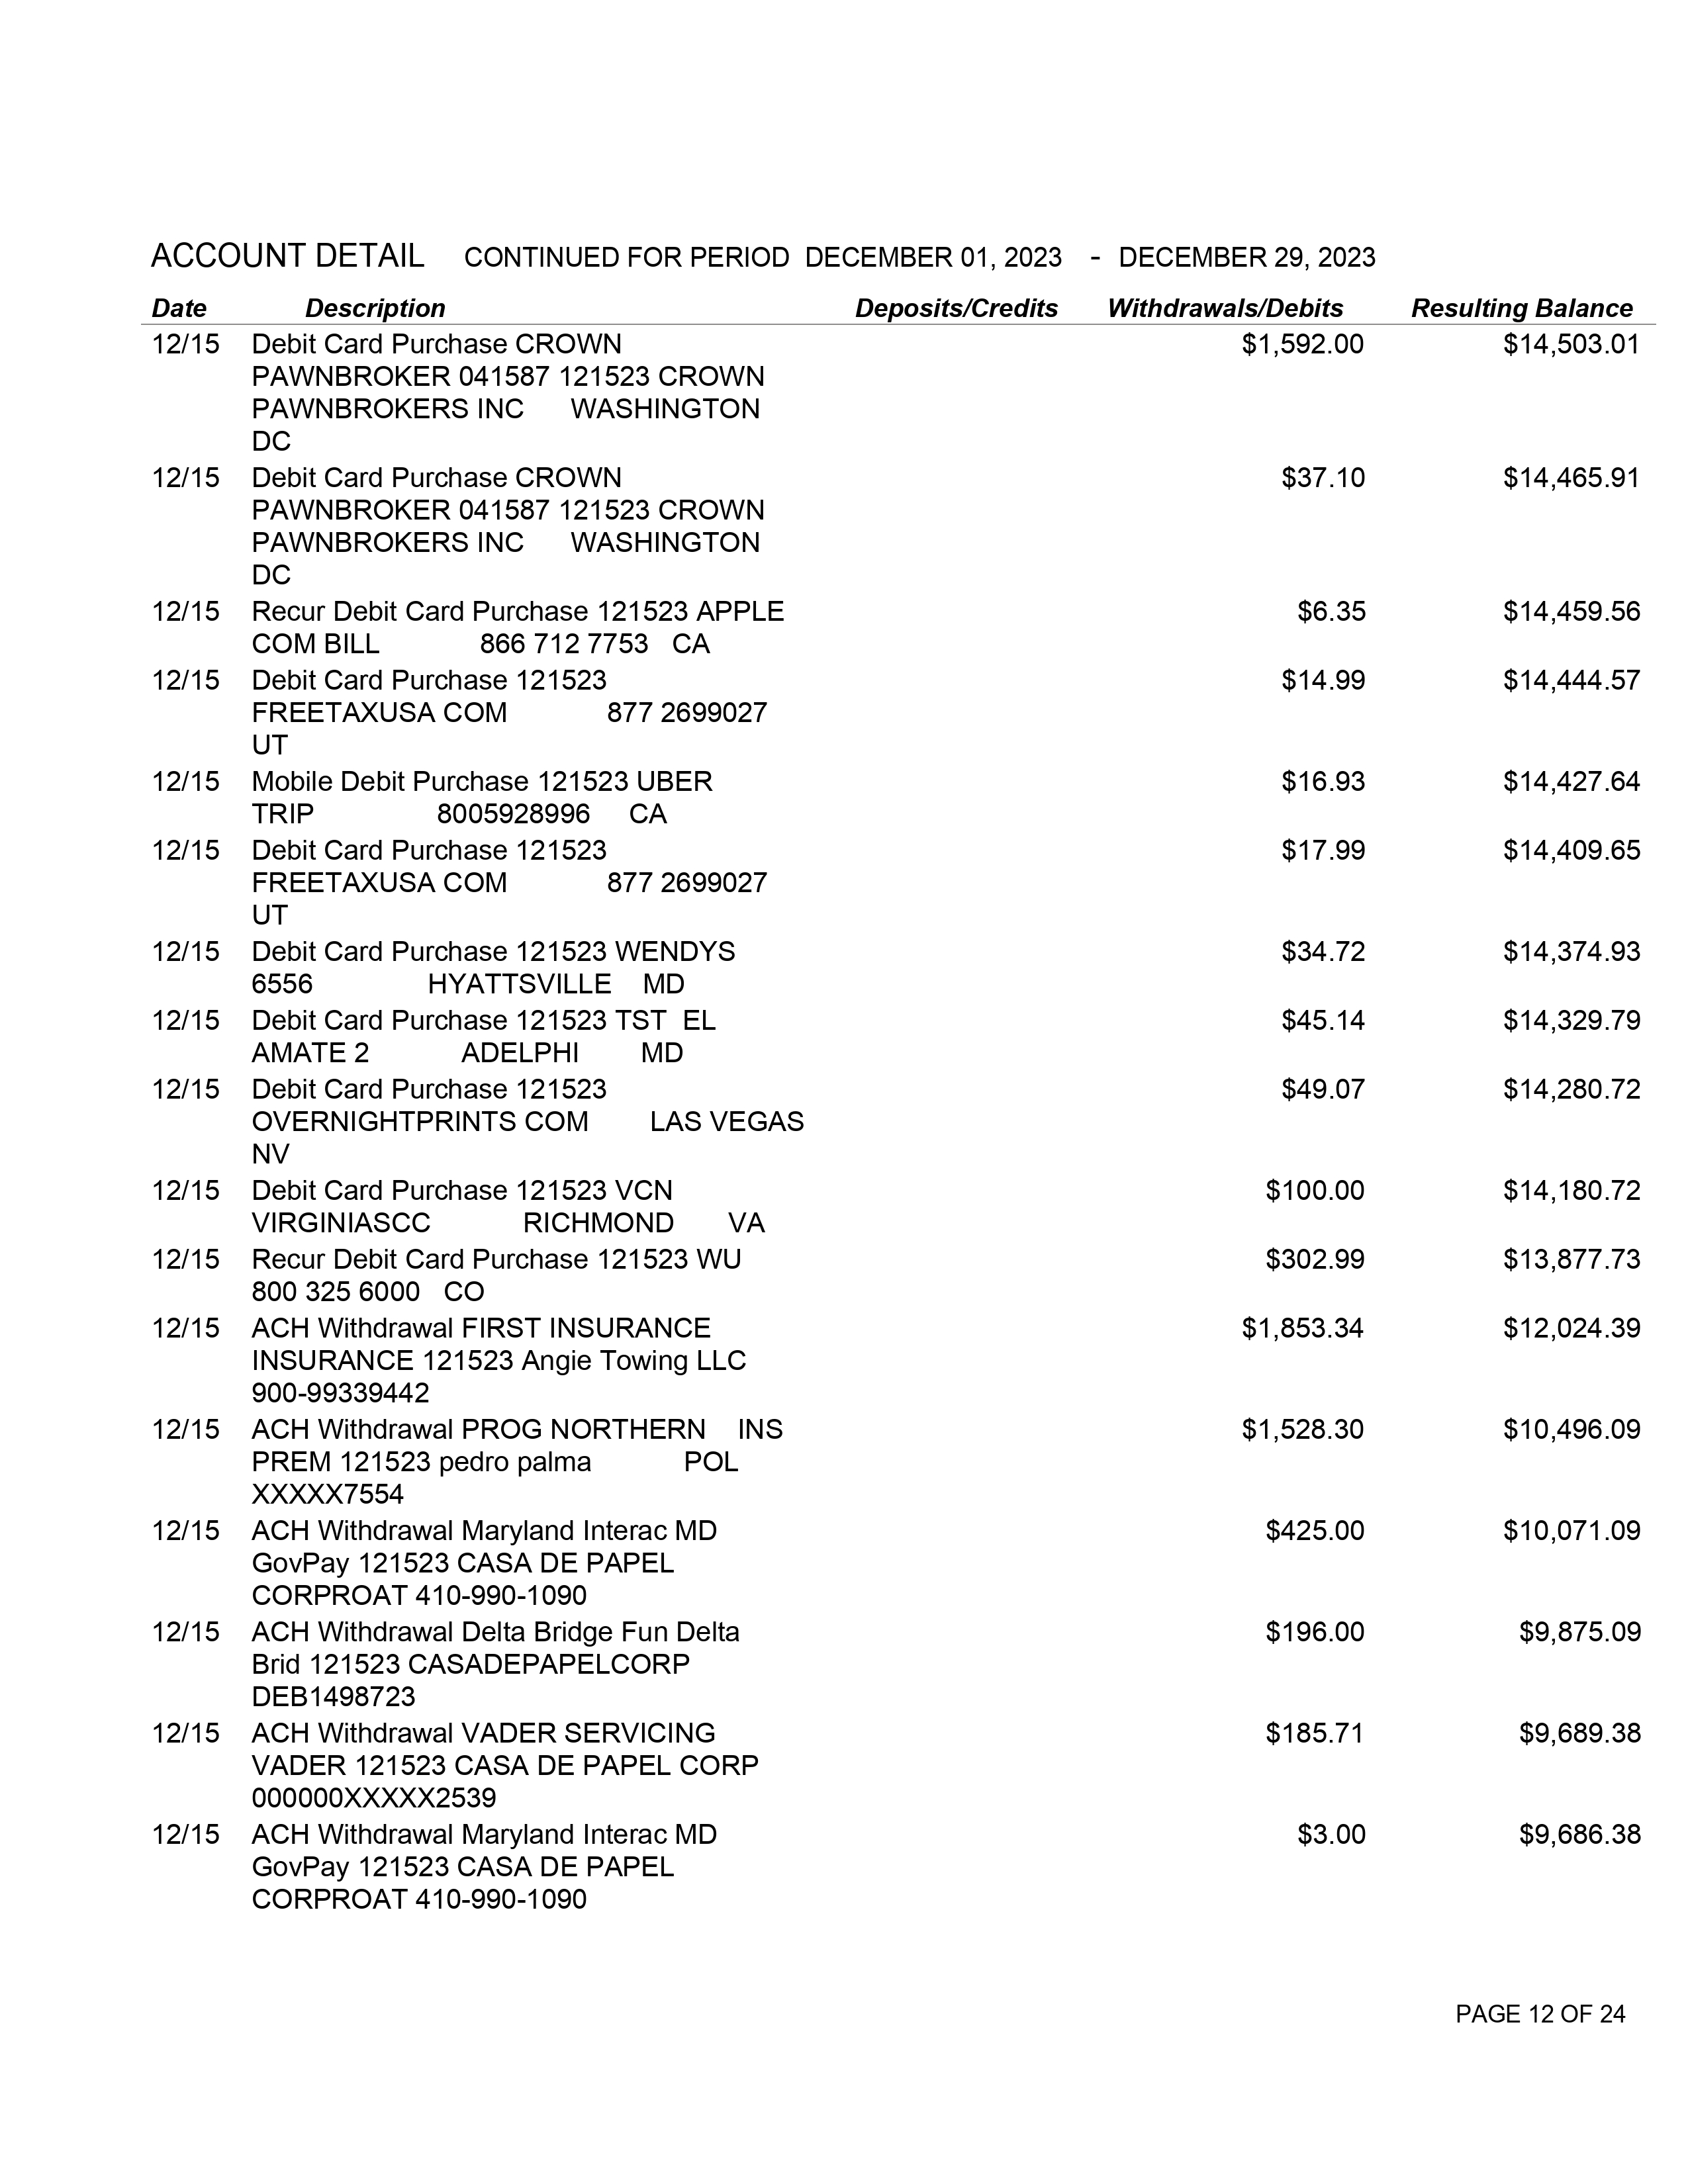 ACCOUNT DETAIL CONTINUED FOR PERIOD DECEMBER 01, 2023 - DECEMBER 29, 2023
Date Description Deposits/Credits Withdrawals/Debits Resulting Balance
12/15 Debit Card Purchase CROWN $1,592.00 $14,503.01
PAWNBROKER 041587 121523 CROWN
PAWNBROKERS INC WASHINGTON
DC
12/15 Debit Card Purchase CROWN $37.10 $14,465.91
PAWNBROKER 041587 121523 CROWN
PAWNBROKERS INC WASHINGTON
DC
12/15 Recur Debit Card Purchase 121523 APPLE $6.35 $14,459.56
COM BILL 866 712 7753 CA
12/15 Debit Card Purchase 121523 $14.99 $14,444.57
FREETAXUSA COM 877 2699027
UT
12/15 Mobile Debit Purchase 121523 UBER $16.93 $14,427.64
TRIP 8005928996 CA
12/15 Debit Card Purchase 121523 $17.99 $14,409.65
FREETAXUSA COM 877 2699027
UT
12/15 Debit Card Purchase 121523 WENDYS $34.72 $14,374.93
6556 HYATTSVILLE MD
12/15 Debit Card Purchase 121523 TST EL $45.14 $14,329.79
AMATE 2 ADELPHI MD
12/15 Debit Card Purchase 121523 $49.07 $14,280.72
OVERNIGHTPRINTS COM LAS VEGAS
NV
12/15 Debit Card Purchase 121523 VCN $100.00 $14,180.72
VIRGINIASCC RICHMOND VA
12/15 Recur Debit Card Purchase 121523 WU $302.99 $13,877.73
800 325 6000 CO
12/15 ACH Withdrawal FIRST INSURANCE $1,853.34 $12,024.39
INSURANCE 121523 Angie Towing LLC
900-99339442
12/15 ACH Withdrawal PROG NORTHERN INS $1,528.30 $10,496.09
PREM 121523 pedro palma POL
XXXXX7554
12/15 ACH Withdrawal Maryland Interac MD $425.00 $10,071.09
GovPay 121523 CASA DE PAPEL
CORPROAT 410-990-1090
12/15 ACH Withdrawal Delta Bridge Fun Delta $196.00 $9,875.09
Brid 121523 CASADEPAPELCORP
DEB1498723
12/15 ACH Withdrawal VADER SERVICING $185.71 $9,689.38
VADER 121523 CASA DE PAPEL CORP
000000XXXXX2539
12/15 ACH Withdrawal Maryland Interac MD $3.00 $9,686.38
GovPay 121523 CASA DE PAPEL
CORPROAT 410-990-1090
PAGE 12 OF 24